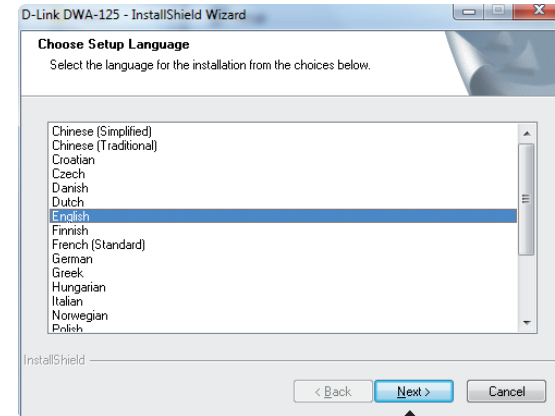 D-Link DWA-125 - InstallShield Wizard
Choose Setup Language
Select the language for the installation from the choices below.
Chinese (Simplified)
Chinese (Traditional)
Croatian
Czech
Danish
Dutch
English
Finnish
French (Standard)
German
Greek
Hungarian
Italian
Norwegian
Polish
InstallShield
< Back Next > Cancel